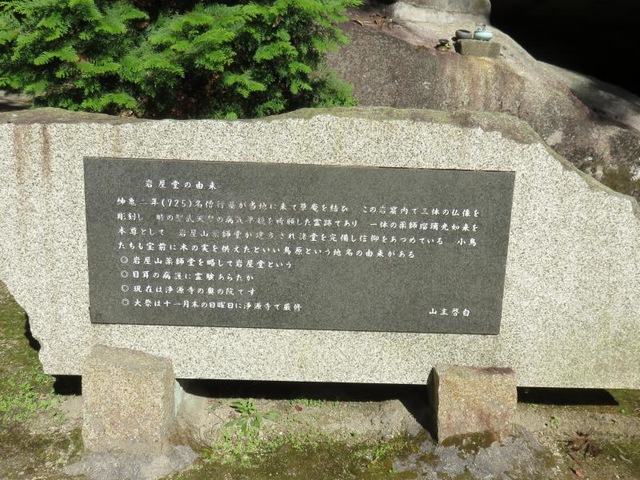 岩屋堂の由来
神亀二年(725)名僧行基が当地に来て草庵を結び この岩窟内で三体の仏像を
彫刻し 時の聖武天皇の病気平癒を祈願した霊跡であり 一体の薬師瑠璃光如来を
本尊として 岩屋山薬師堂が建立され法堂を完備し信仰をあつめている 小鳥
たちも宝前に木の実を供えたといい鳥原という地名の由来がある
○岩屋山薬師堂を略して岩屋堂という
○目耳の病護に霊験あらたか
○現在は浄源寺の奥の院です
○大祭は十一月末の日曜日に浄源寺で厳修
山主啓白